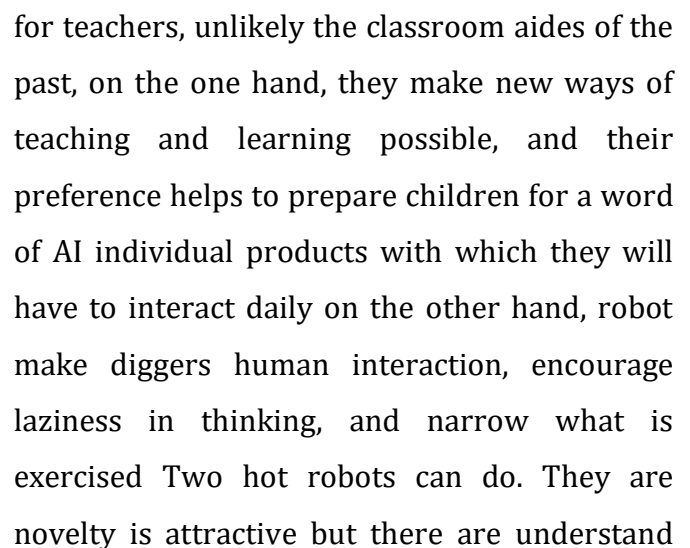 for teachers, unlikely the classroom aides of the
past, on the one hand, they make new ways of
teaching and learning possible, and their
preference helps to prepare children for a word
of AI individual products with which they will
have to interact daily on the other hand, robot
make diggers human interaction, encourage
laziness in thinking, and narrow what is
exercised Two hot robots can do. They are
novelty is attractive but there are understand